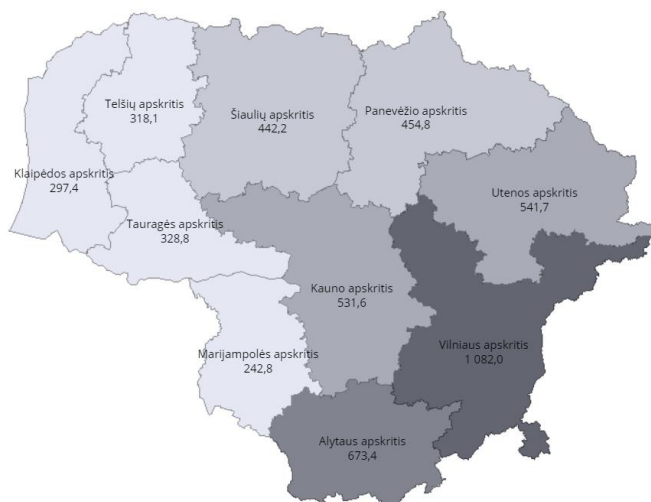 Telšių apskritis
318,1
Šiaulių apskritis
442,2
Panevėžio apskritis
454,8
Klaipėdos apskritis
297,4
Utenos apskritis
541,7
Tauragės apskritis
328,8
Kauno apskritis
531,6
Vilniaus apskritis
1 082,0
Marijampolės apskritis
242,8
Alytaus apskritis
673,4